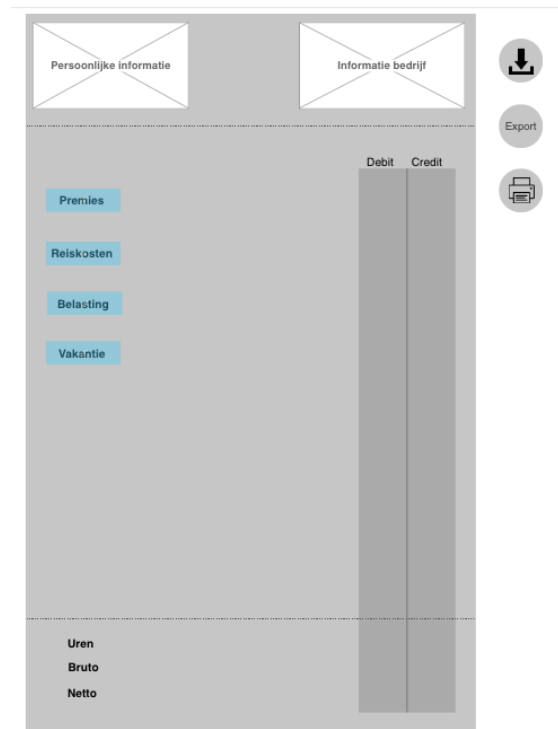 Persoonlijke informatie
Informatie bedrijf
Export
Debit Credit
Premies
Reiskosten
Belasting
Vakantie
Uren
Bruto
Netto